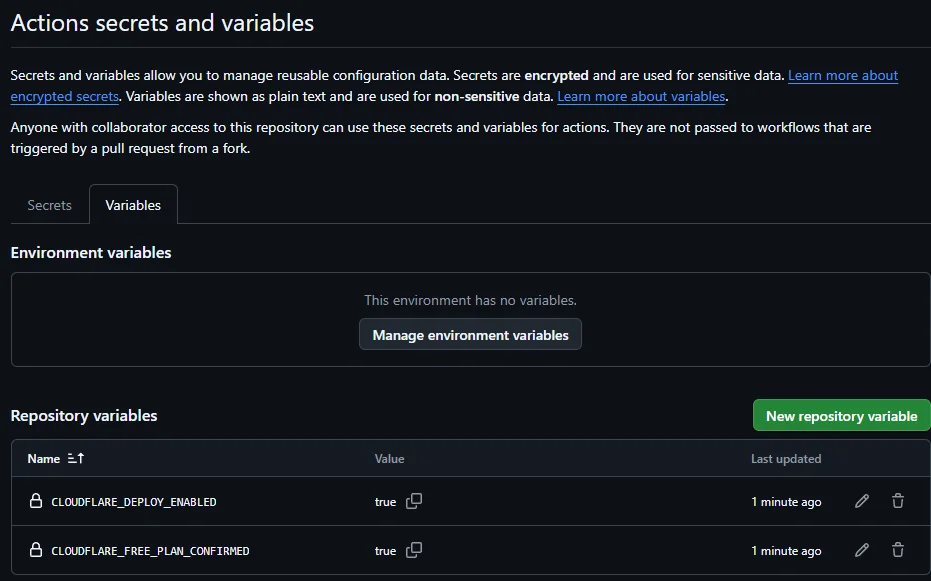 Actions secrets and variables
Secrets and variables allow you to manage reusable configuration data. Secrets are encrypted and are used for sensitive data. Learn more about
encrypted secrets. Variables are shown as plain text and are used for non-sensitive data. Learn more about variables.
Anyone with collaborator access to this repository can use these secrets and variables for actions. They are not passed to workflows that are
triggered by a pull request from a fork.
Secrets Variables
Environment variables
This environment has no variables.
Manage environment variables
Repository variables New repository variable
Name Value Last updated
CLOUDFLARE_DEPLOY_ENABLED true 1 minute ago
CLOUDFLARE_FREE_PLAN_CONFIRMED true 1 minute ago